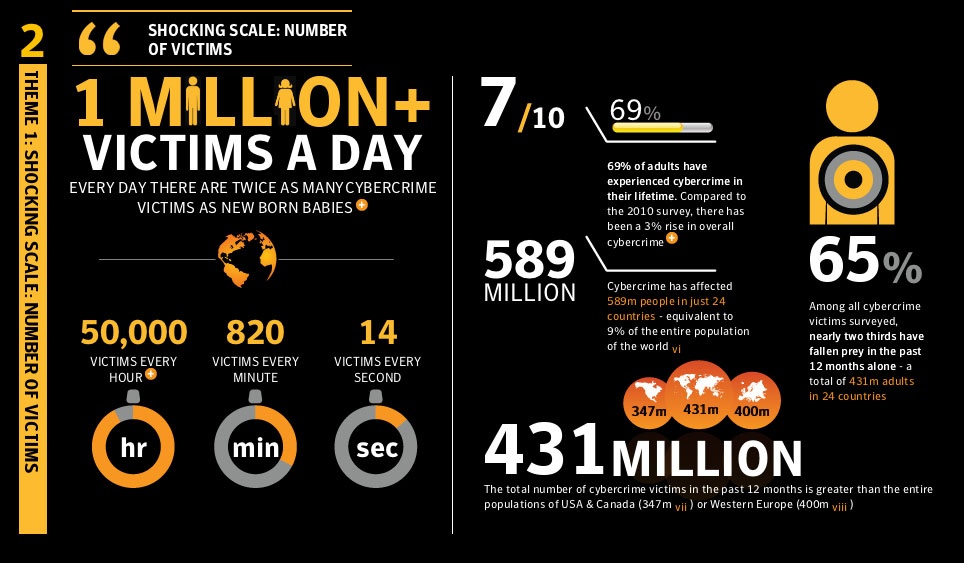 2
THEME 1: SHOCKING SCALE: NUMBER OF VICTIMS
“
SHOCKING SCALE: NUMBER
OF VICTIMS
1 MILLION+
VICTIMS A DAY
EVERY DAY THERE ARE TWICE AS MANY CYBERCRIME
VICTIMS AS NEW BORN BABIES +
50,000
VICTIMS EVERY
HOUR +
hr
820
VICTIMS EVERY
MINUTE
min
14
VICTIMS EVERY
SECOND
sec
7/10
69%
69% of adults have
experienced cybercrime in
their lifetime. Compared to
the 2010 survey, there has
been a 3% rise in overall
cybercrime +
589
MILLION
Cybercrime has affected
589m people in just 24
countries - equivalent to
9% of the entire population
of the world vi
65%
Among all cybercrime
victims surveyed,
nearly two thirds have
fallen prey in the past
12 months alone - a
total of 431m adults
in 24 countries
347m
431m
400m
431 MILLION
The total number of cybercrime victims in the past 12 months is greater than the entire
populations of USA & Canada (347m vii ) or Western Europe (400m viii )